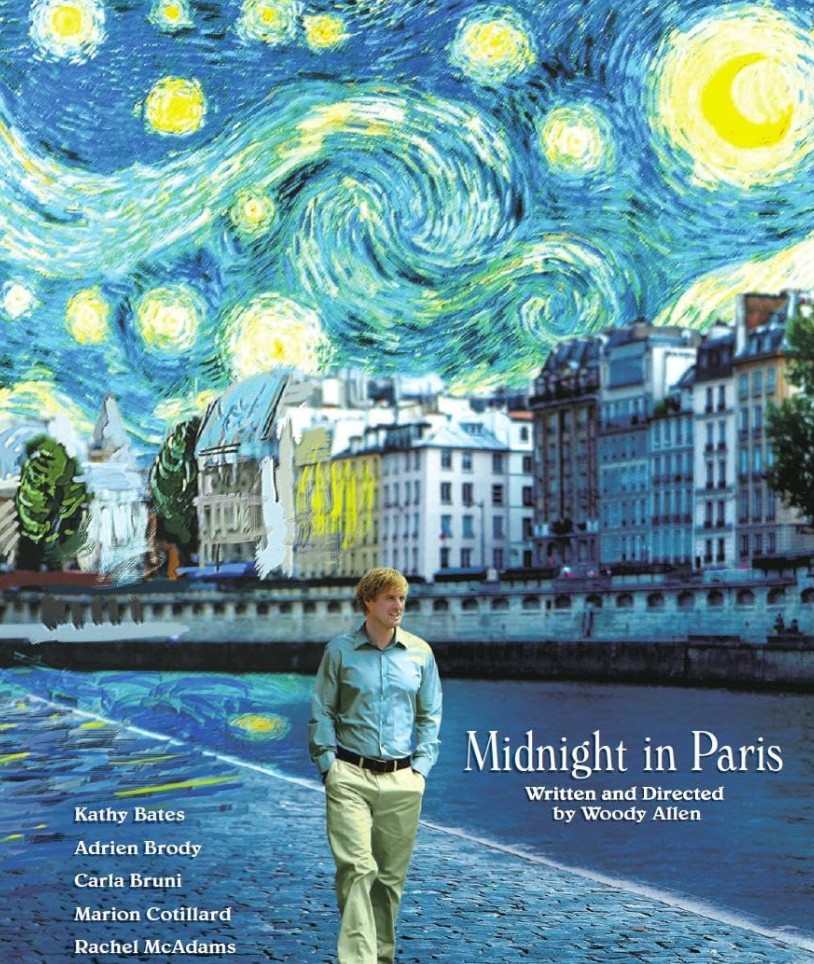 Midnight in Paris
Written and Directed
by Woody Allen
Kathy Bates
Adrien Brody
Carla Bruni
Marion Cotillard
Rachel McAdams